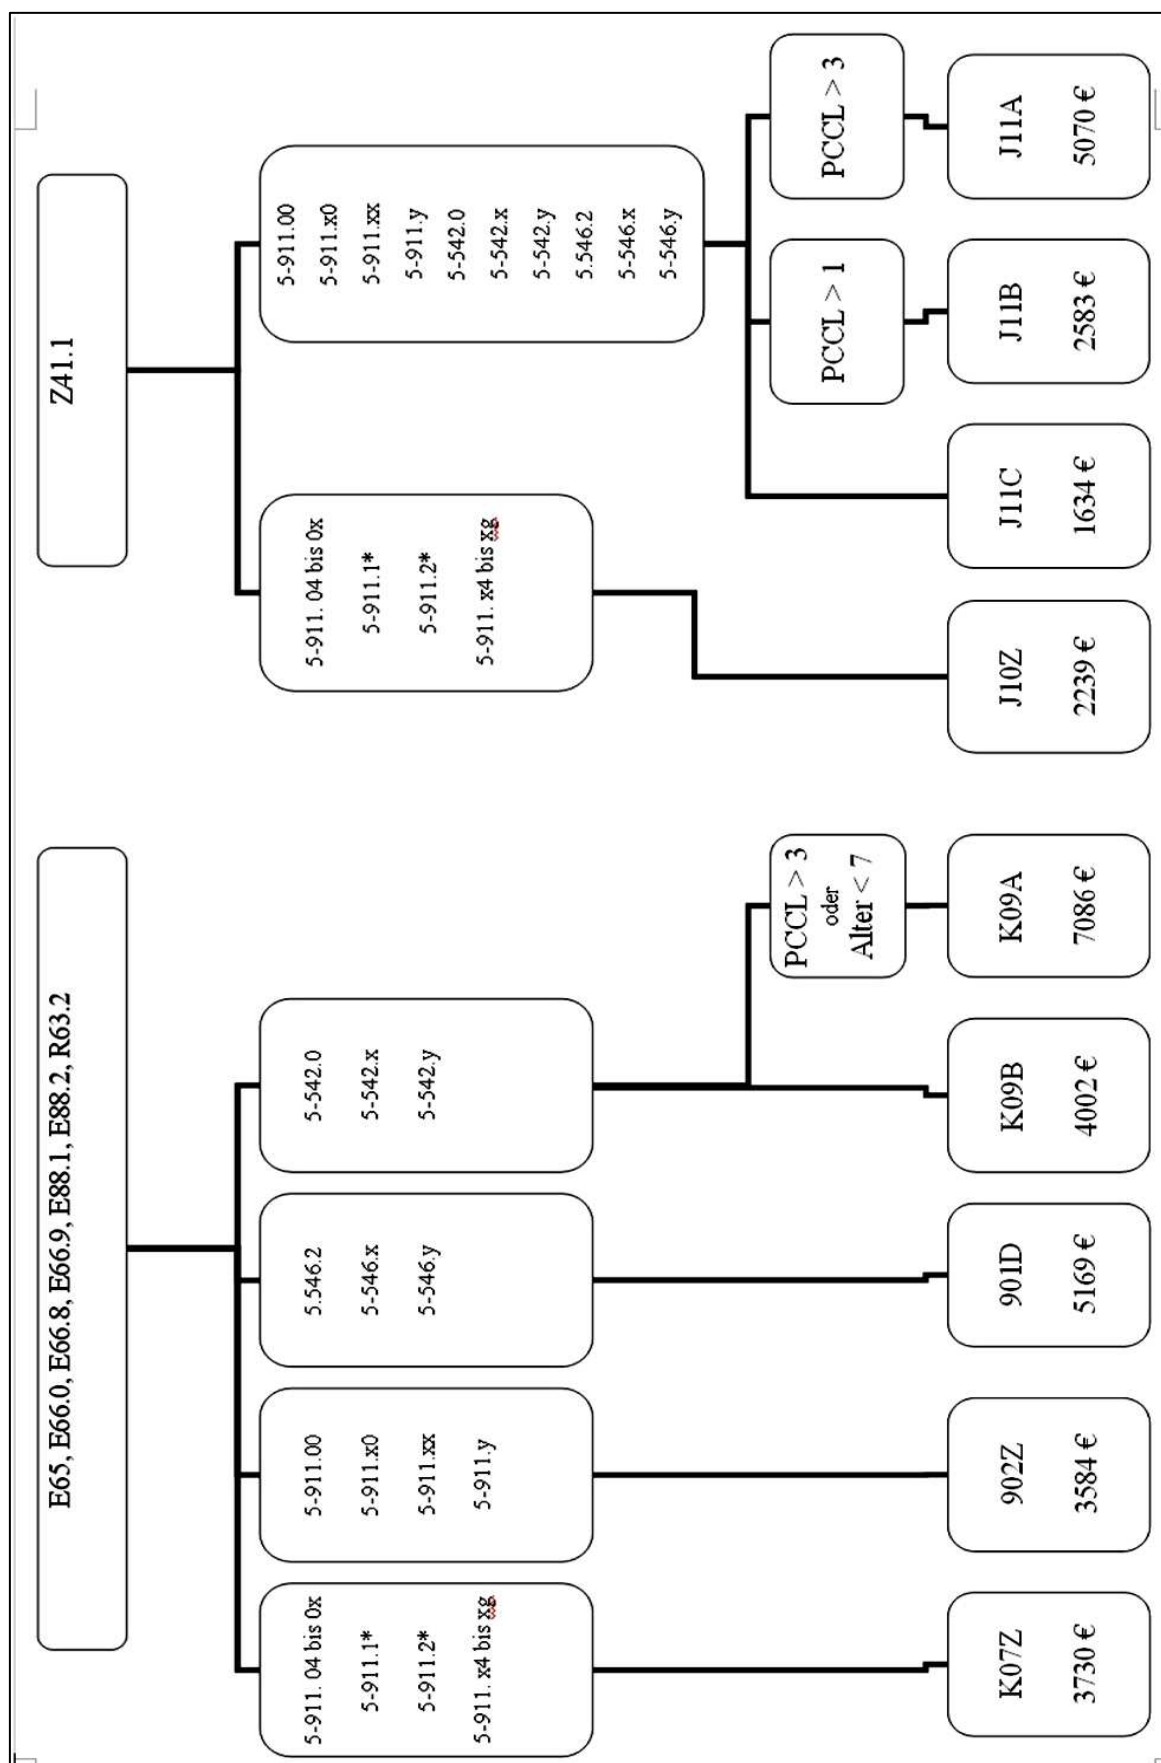 E65, E66.0, E66.8, E66.9, E88.1, E88.2, R63.2
5-911. 04 bis 0x
5-911.1*
5-911.2*
5-911. x4 bis xg
5-911.00
5-911.x0
5-911.xx
5-911.y
5.546.2
5-546.x
5-546.y
5-542.0
5-542.x
5-542.y
PCCL > 3
oder
Alter < 7
K07Z
3730 €
902Z
3584 €
901D
5169 €
K09B
4002 €
K09A
7086 €
Z41.1
5-911. 04 bis 0x
5-911.1*
5-911.2*
5-911. x4 bis xg
5-911.00
5-911.x0
5-911.xx
5-911.y
5-542.0
5-542.x
5-542.y
5.546.2
5-546.x
5-546.y
PCCL > 1
PCCL > 3
J10Z
2239 €
J11C
1634 €
J11B
2583 €
J11A
5070 €